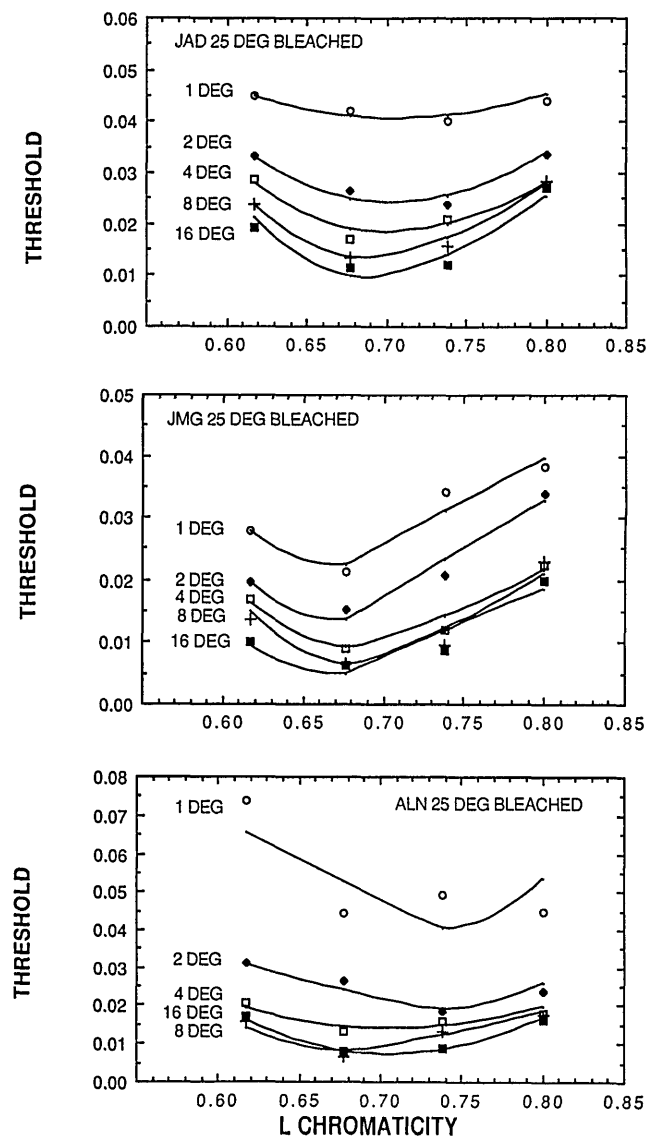 0.06
JAD 25 DEG BLEACHED
0.05
1 DEG
0.04
2 DEG
0.03
4 DEG
8 DEG
0.02
16 DEG
0.01
0.00
THRESHOLD
0.60 0.65 0.70 0.75 0.80 0.85
0.05
JMG 25 DEG BLEACHED
0.04
0.03
1 DEG
0.02
2 DEG
4 DEG
8 DEG
0.01
16 DEG
0.00
THRESHOLD
0.60 0.65 0.70 0.75 0.80 0.85
0.08
1 DEG
ALN 25 DEG BLEACHED
0.07
0.06
0.05
0.04
2 DEG
0.03
4 DEG
0.02
16 DEG
8 DEG
0.01
0.00
THRESHOLD
0.60 0.65 0.70 0.75 0.80 0.85
L CHROMATICITY